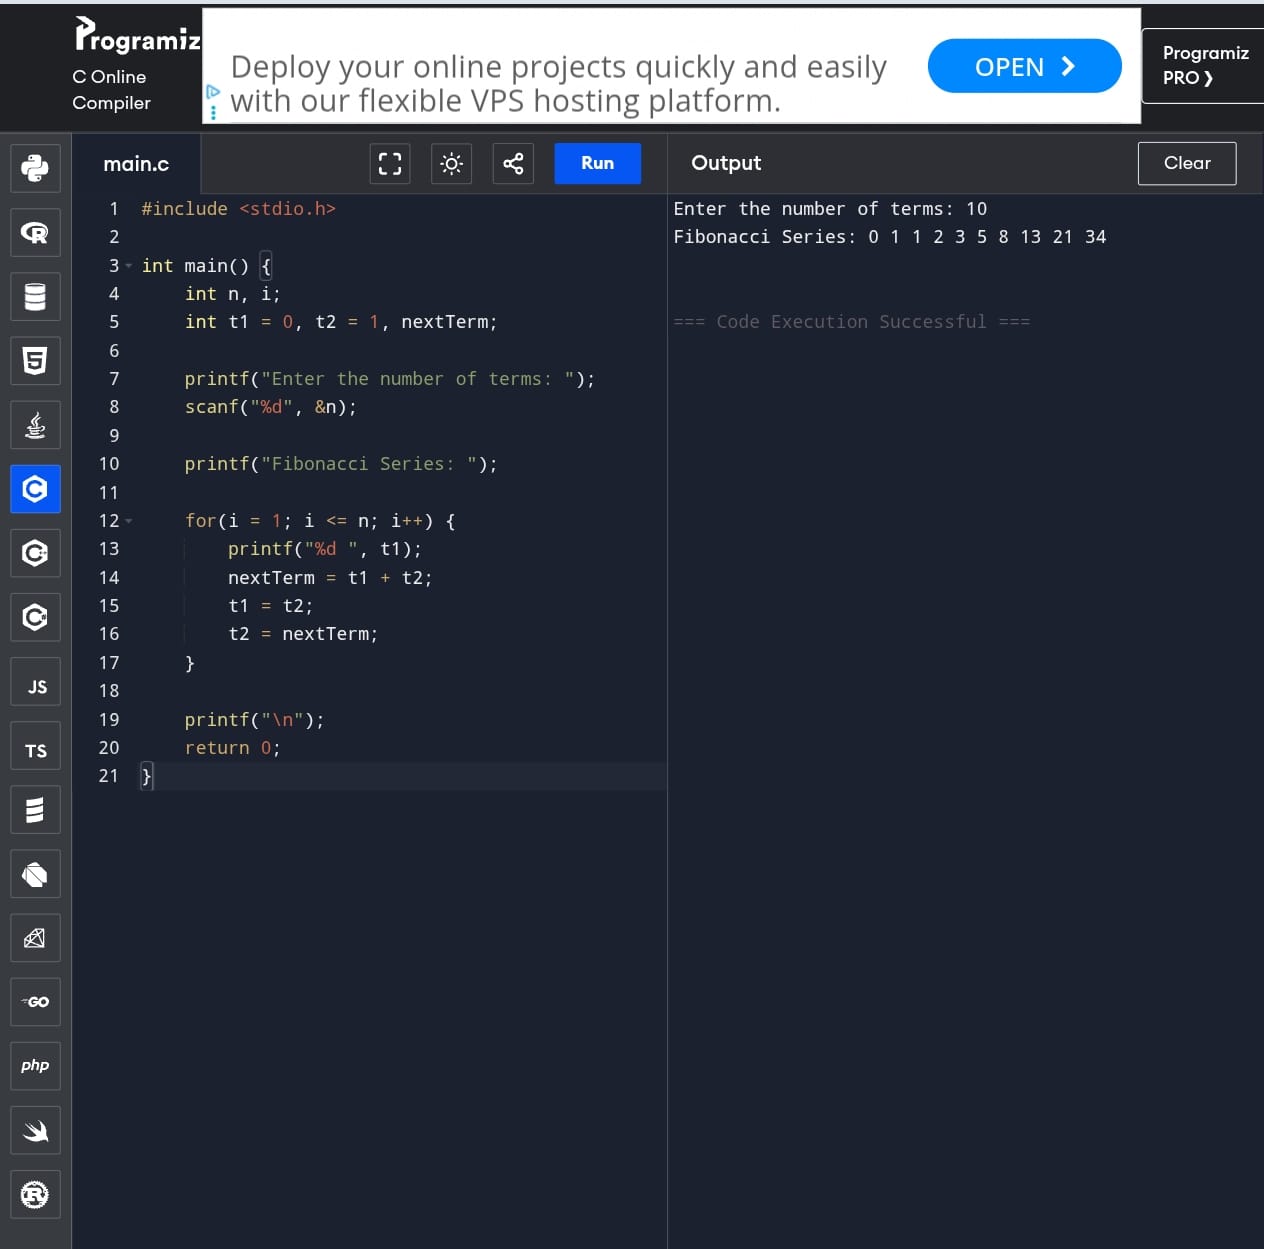 Programiz
C Online
Compiler
Deploy your online projects quickly and easily
with our flexible VPS hosting platform.
OPEN
Programiz
PRO ❯
main.c
Run
Output
Clear
1 #include <stdio.h>
2
3 int main() {
4     int n, i;
5     int t1 = 0, t2 = 1, nextTerm;
6
7     printf("Enter the number of terms: ");
8     scanf("%d", &n);
9
10     printf("Fibonacci Series: ");
11
12     for(i = 1; i <= n; i++) {
13         printf("%d ", t1);
14         nextTerm = t1 + t2;
15         t1 = t2;
16         t2 = nextTerm;
17     }
18
19     printf("\n");
20     return 0;
21 }
Enter the number of terms: 10
Fibonacci Series: 0 1 1 2 3 5 8 13 21 34
=== Code Execution Successful ===
R
5
C
C
C
JS
TS
GO
php
R